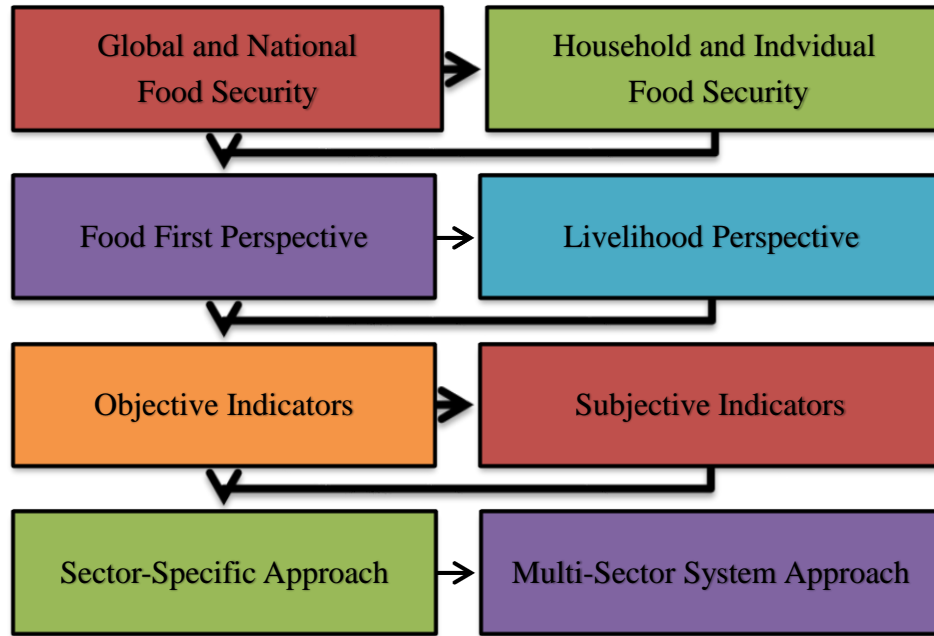 Global and National
Food Security
Household and Indvidual
Food Security
Food First Perspective
Livelihood Perspective
Objective Indicators
Subjective Indicators
Sector-Specific Approach
Multi-Sector System Approach